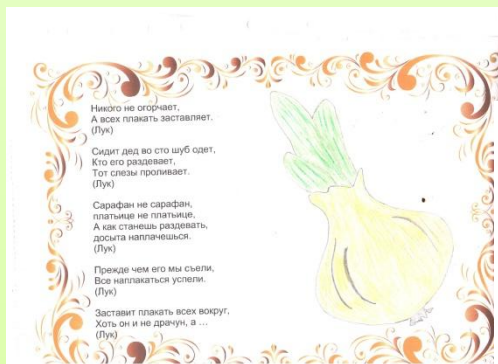 Никого не огорчает,
А всех плакать заставляет.
(Лук)
Сидит дед во сто шуб одет,
Кто его раздевает,
Тот слезы проливает.
(Лук)
Сарафан не сарафан,
платьице не платьице,
А как станешь раздевать,
досыта наплачешься.
(Лук)
Прежде чем его мы съели,
Все наплакаться успели.
(Лук)
Заставит плакать всех вокруг,
Хоть он и не драчун, а ...
(Лук)